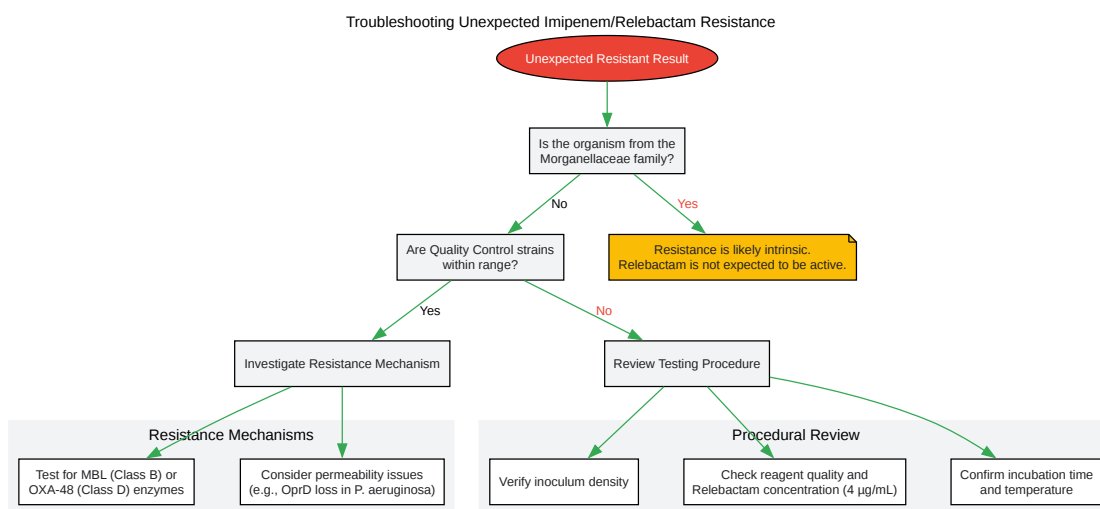 Troubleshooting Unexpected Imipenem/Relebactam Resistance
Unexpected Resistant Result
Is the organism from the
Morganellaceae family?
No
Yes
Are Quality Control strains
within range?
Resistance is likely intrinsic.
Relebactam is not expected to be active.
Yes
No
Investigate Resistance Mechanism
Review Testing Procedure
Resistance Mechanisms
Procedural Review
Test for MBL (Class B) or
OXA-48 (Class D) enzymes
Consider permeability issues
(e.g., OprD loss in P. aeruginosa)
Verify inoculum density
Check reagent quality and
Relebactam concentration (4 µg/mL)
Confirm incubation time
and temperature